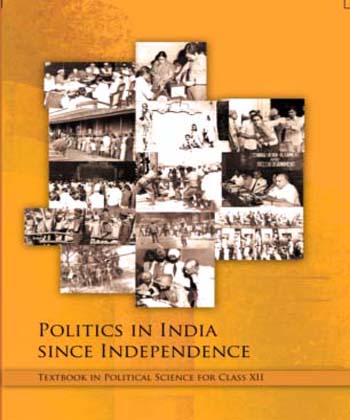 POLITICS IN INDIA
SINCE INDEPENDENCE
TEXTBOOK IN POLITICAL SCIENCE FOR CLASS XII